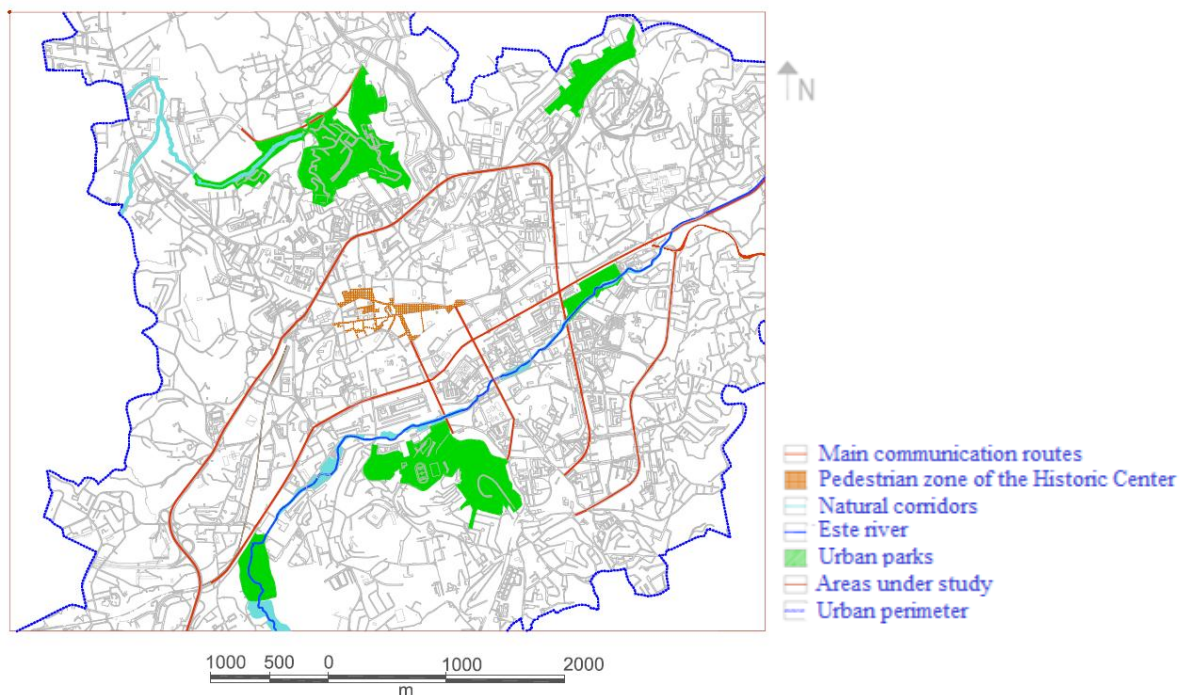 N
Main communication routes
Pedestrian zone of the Historic Center
Natural corridors
Este river
Urban parks
Areas under study
Urban perimeter
1000 500 0 1000 2000
m